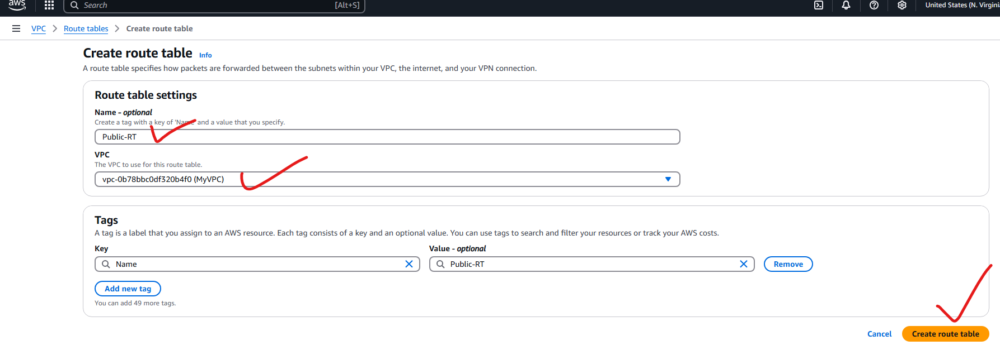 aws Search [Alt+S] United States (N. Virginia
VPC > Route tables > Create route table
Create route table Info
A route table specifies how packets are forwarded between the subnets within your VPC, the internet, and your VPN connection.
Route table settings
Name - optional
Create a tag with a key of 'Name' and a value that you specify.
Public-RT
VPC
The VPC to use for this route table.
vpc-0b78bbc0df320b4f0 (MyVPC)
Tags
A tag is a label that you assign to an AWS resource. Each tag consists of a key and an optional value. You can use tags to search and filter your resources or track your AWS costs.
Key Value - optional
Name Public-RT Remove
Add new tag
You can add 49 more tags.
Cancel Create route table